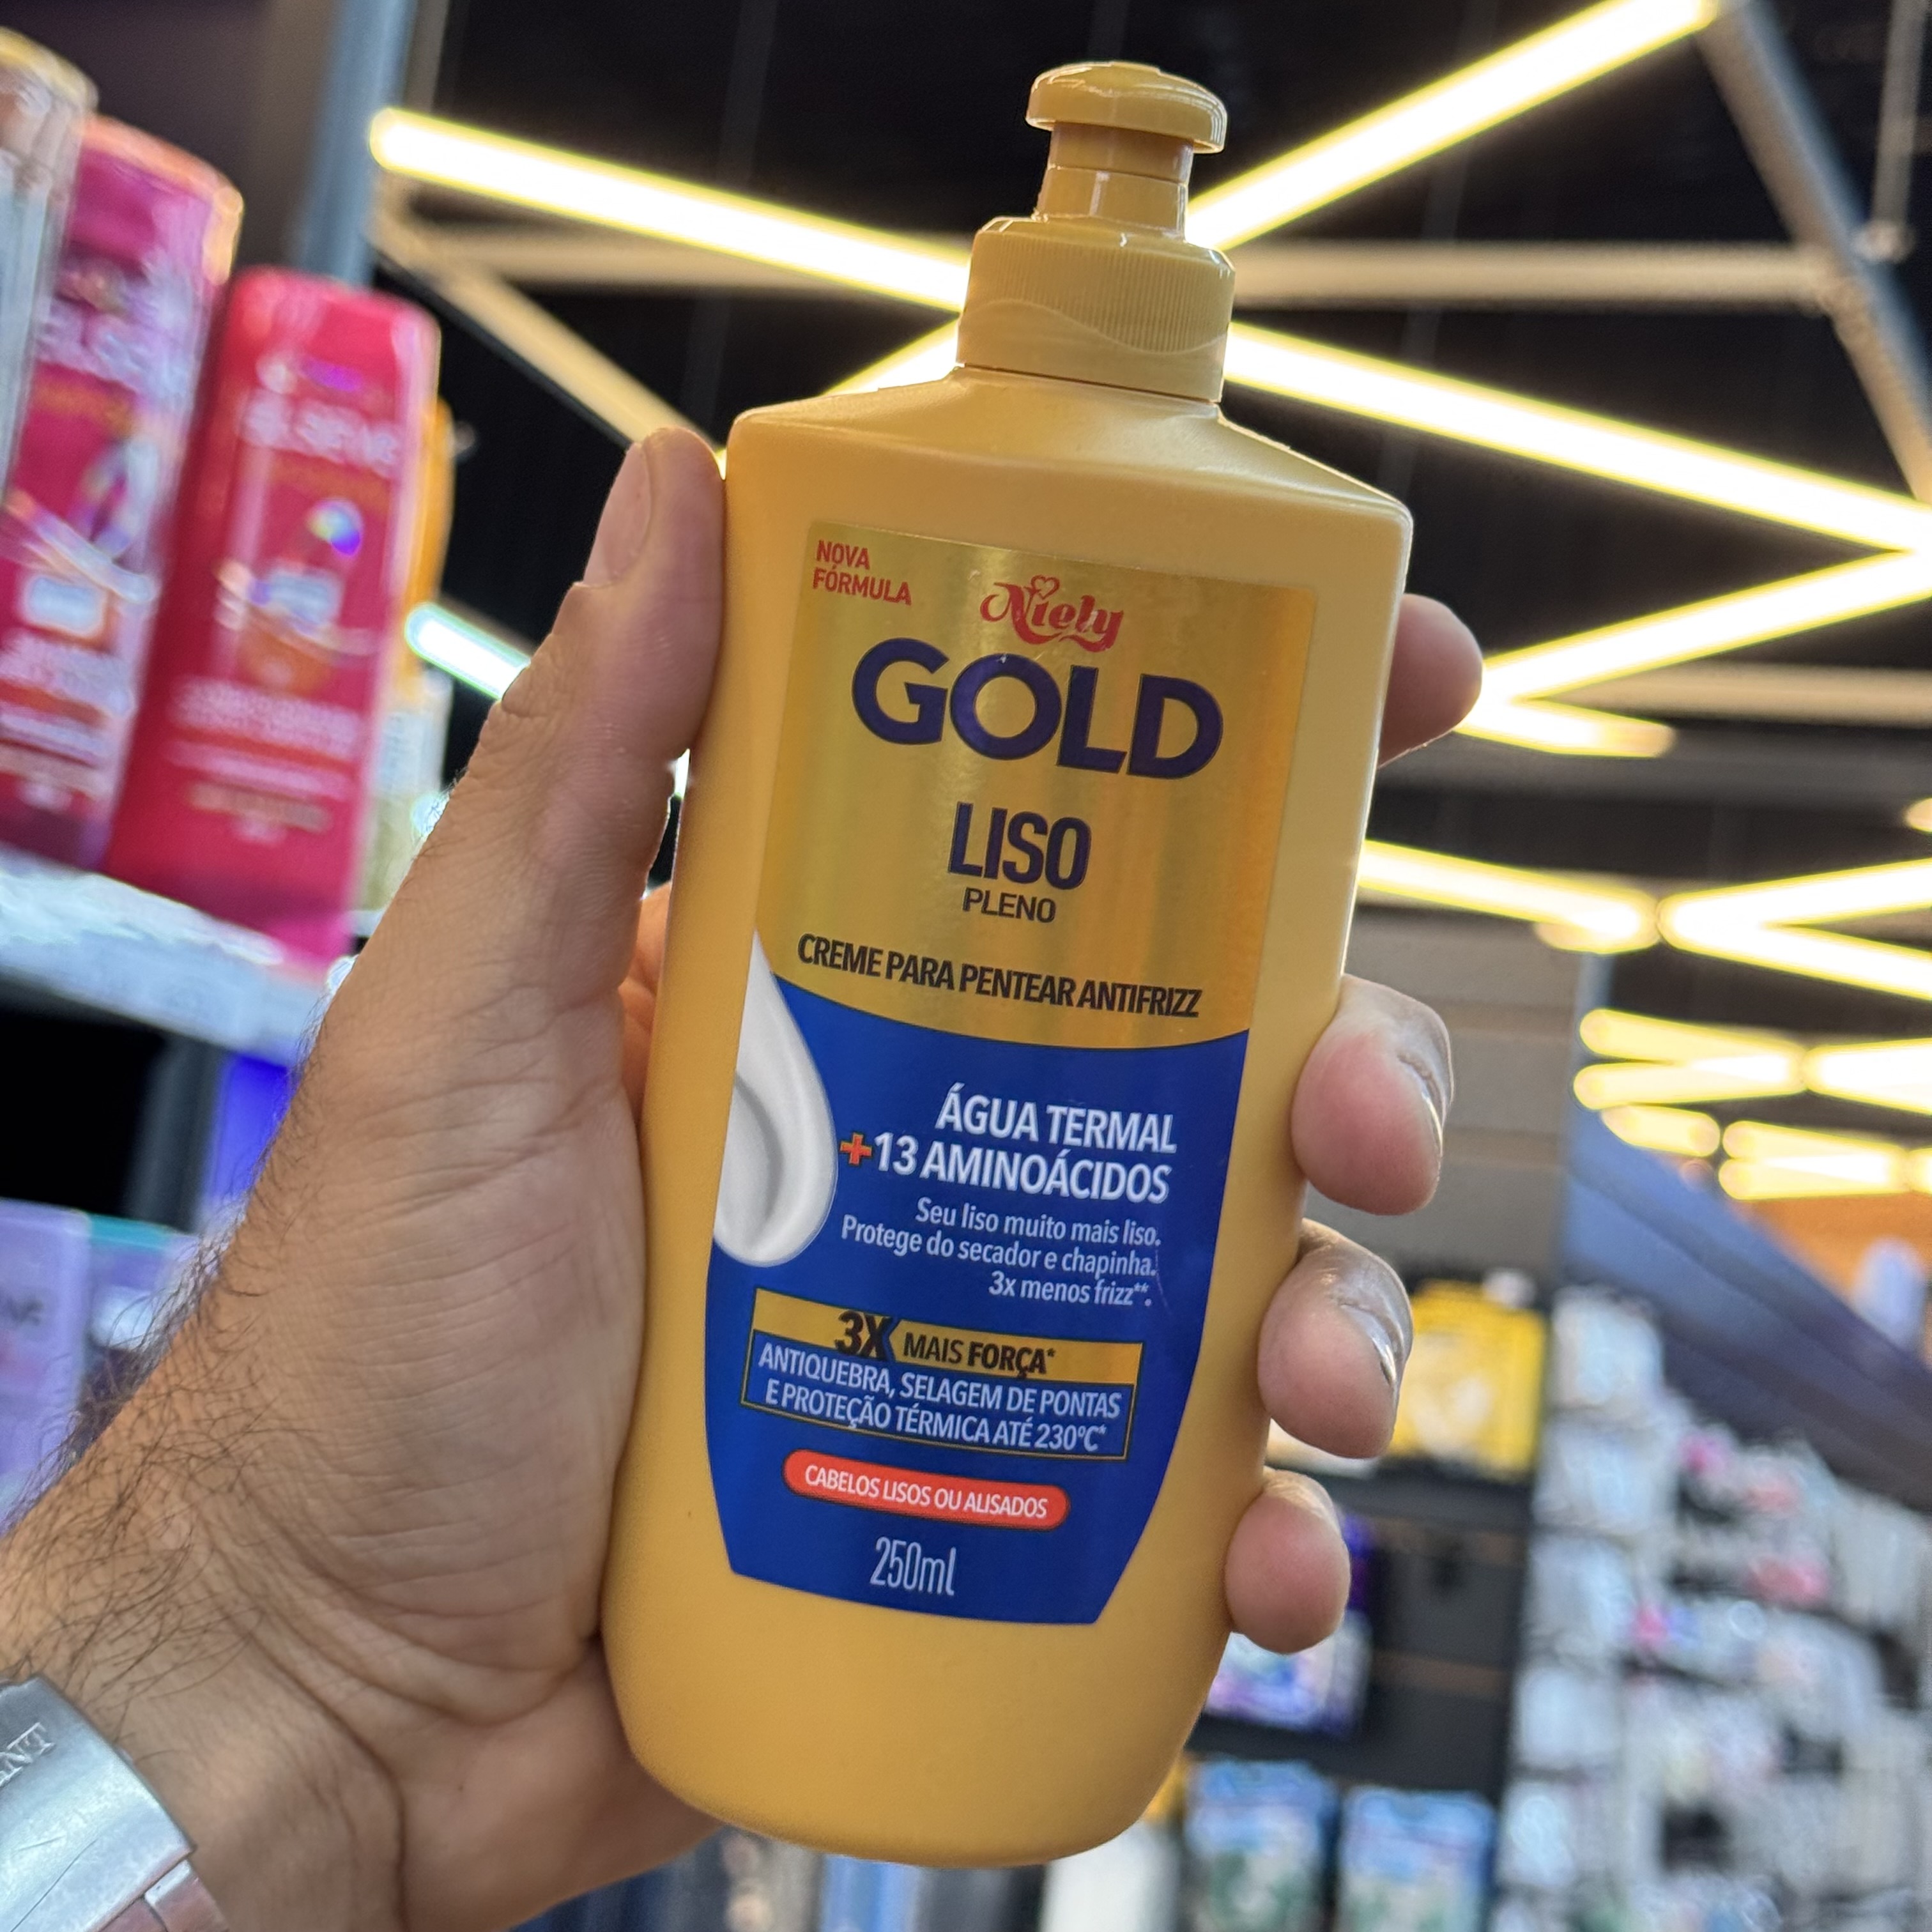 NOVA
FÓRMULA
Niely
GOLD
LISO
PLENO
CREME PARA PENTEAR ANTIFRIZZ
ÁGUA TERMAL
+13 AMINOÁCIDOS
Seu liso muito mais liso.
Protege do secador e chapinha.
3x menos frizz**.
3X MAIS FORÇA*
ANTIQUEBRA, SELAGEM DE PONTAS
E PROTEÇÃO TÉRMICA ATÉ 230ºC*
CABELOS LISOS OU ALISADOS
250ml
ELSEVE